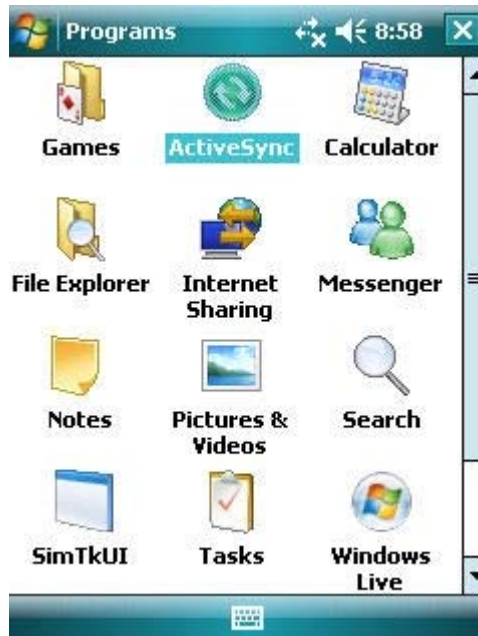 Programs 8:58
Games ActiveSync Calculator
File Explorer Internet Sharing Messenger
Notes Pictures & Videos Search
SimTkUI Tasks Windows Live